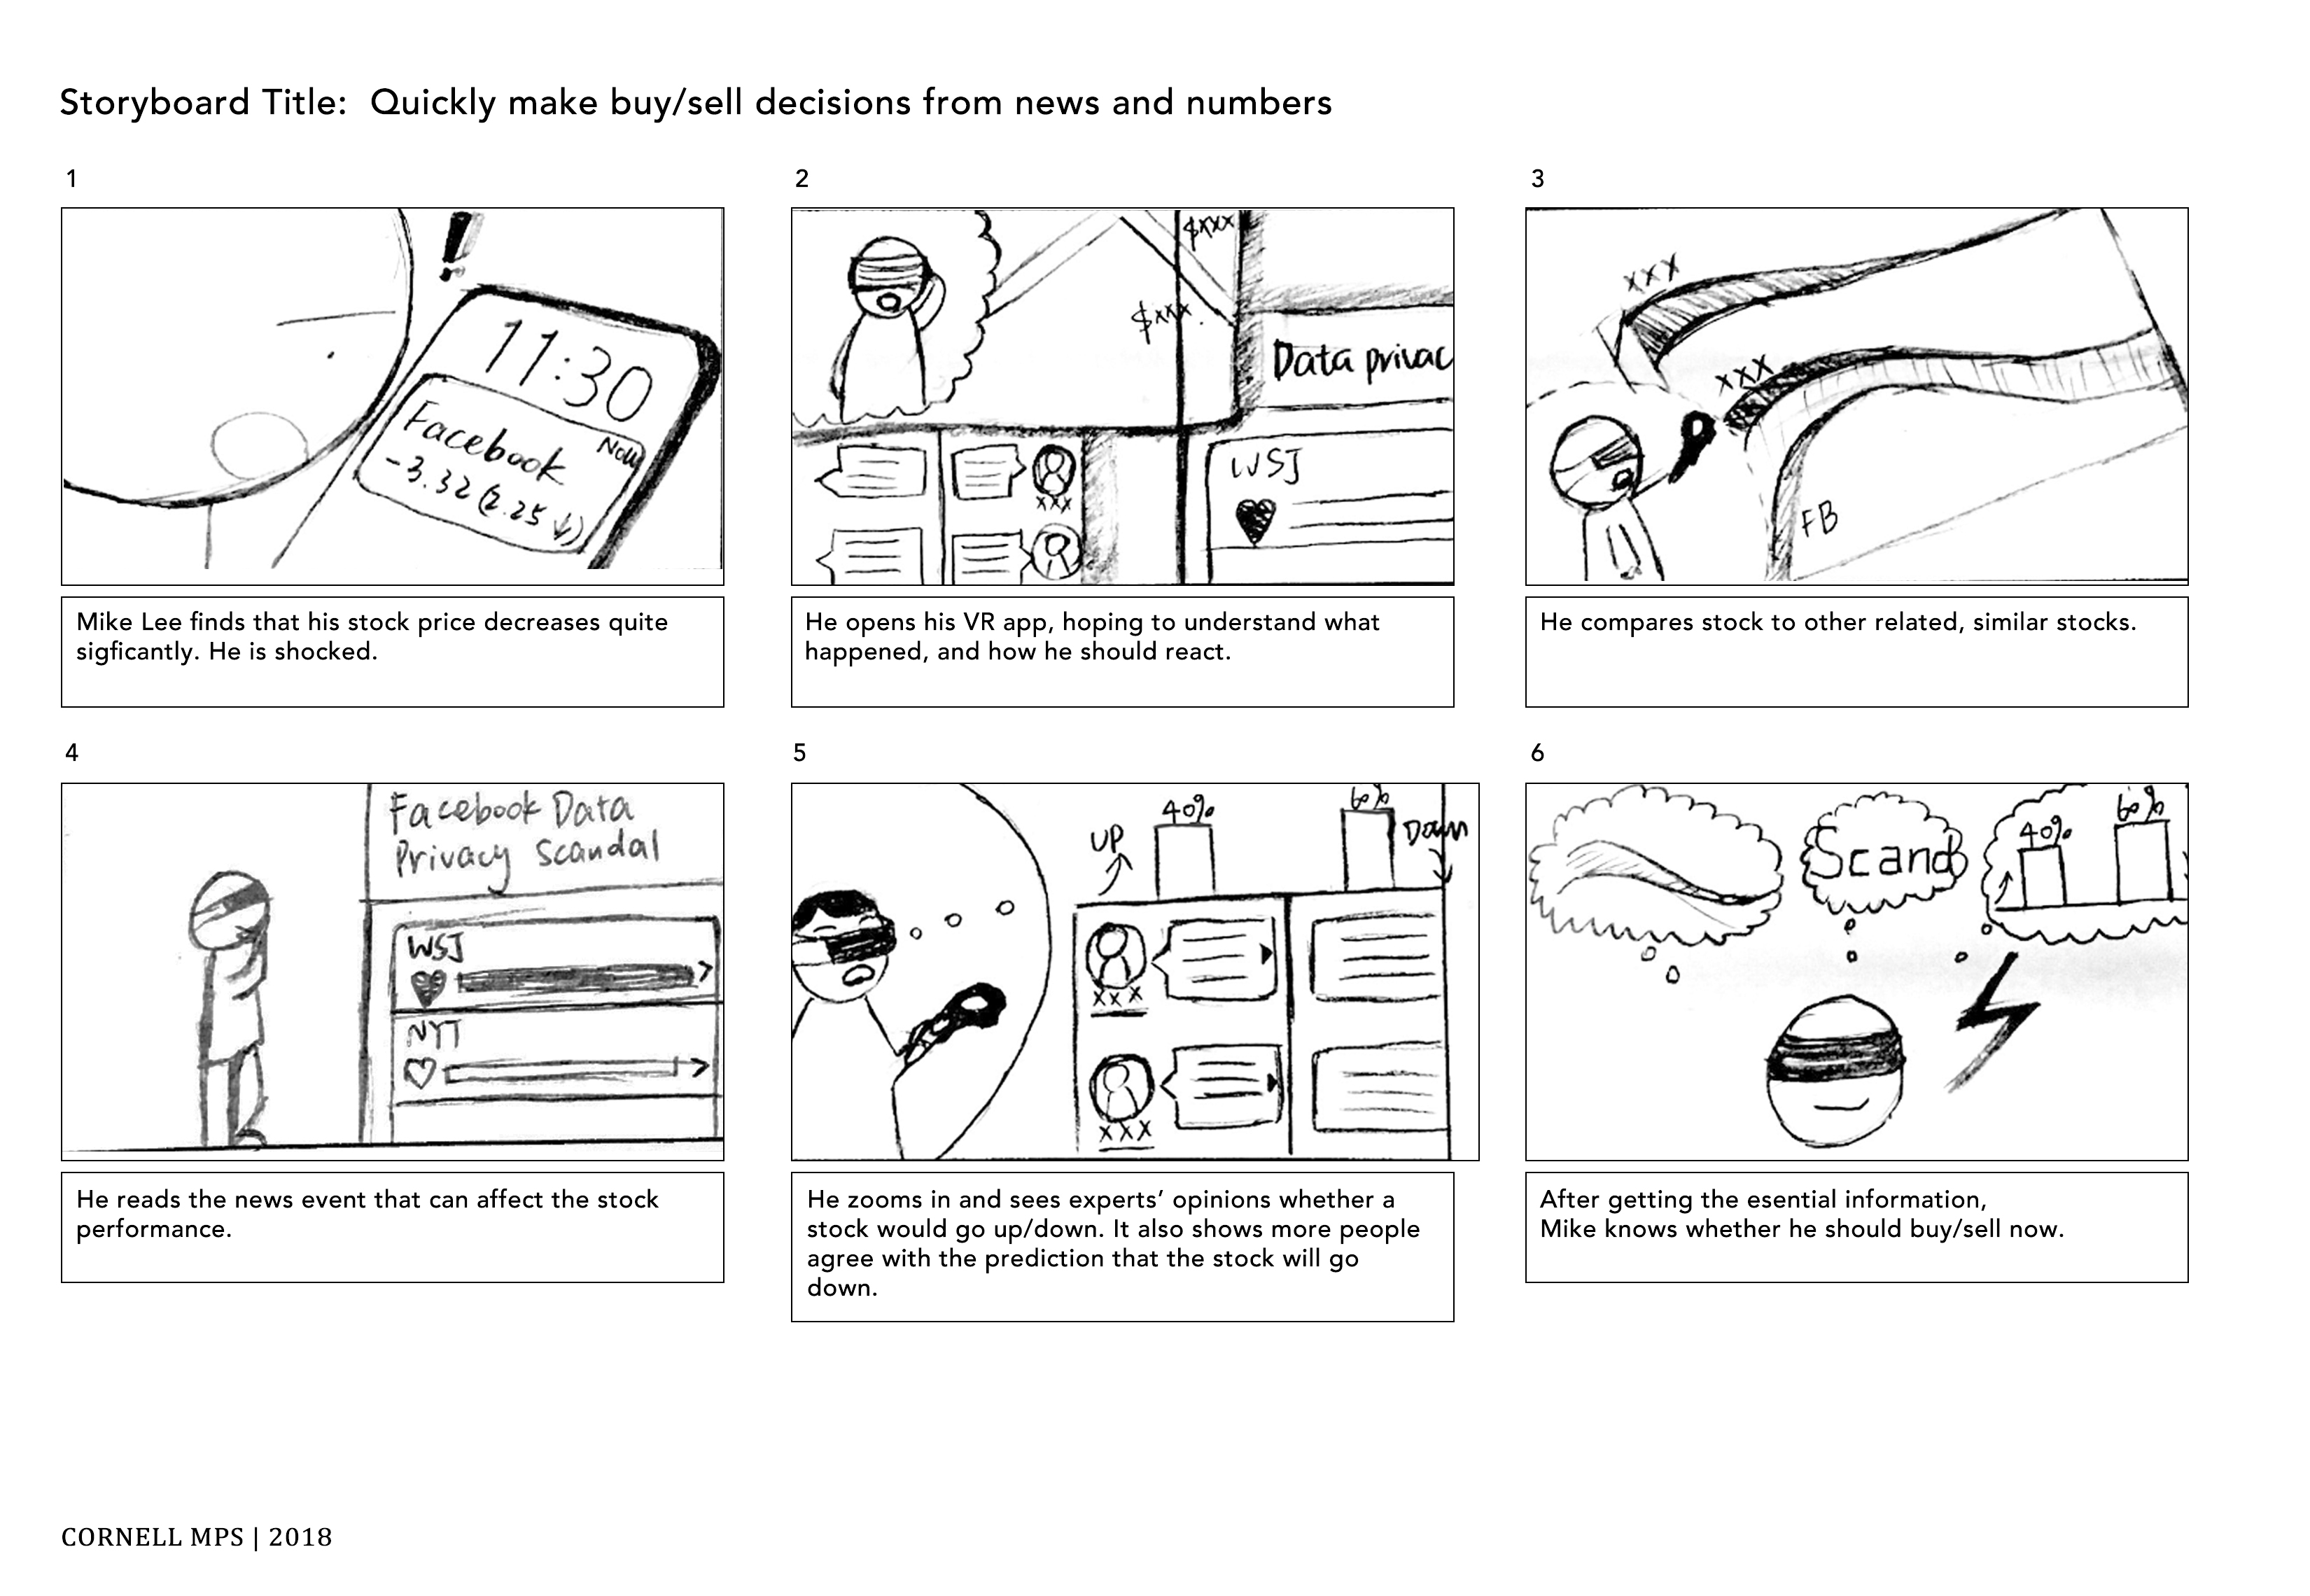 Storyboard Title: Quickly make buy/sell decisions from news and numbers
1
!
11:30
Facebook Now
-3.32 (2.25 ↓)
Mike Lee finds that his stock price decreases quite
sigficantly. He is shocked.
2
$xxx
$xxx
Data privac
xxx
WSJ
He opens his VR app, hoping to understand what
happened, and how he should react.
3
xxx
xxx
FB
He compares stock to other related, similar stocks.
4
Facebook Data
Privacy Scandal
WSJ
NYT
He reads the news event that can affect the stock
performance.
5
40%
60%
UP
Down
xxx
xxx
He zooms in and sees experts’ opinions whether a
stock would go up/down. It also shows more people
agree with the prediction that the stock will go
down.
6
Scand
40%
60%
After getting the esential information,
Mike knows whether he should buy/sell now.
CORNELL MPS | 2018